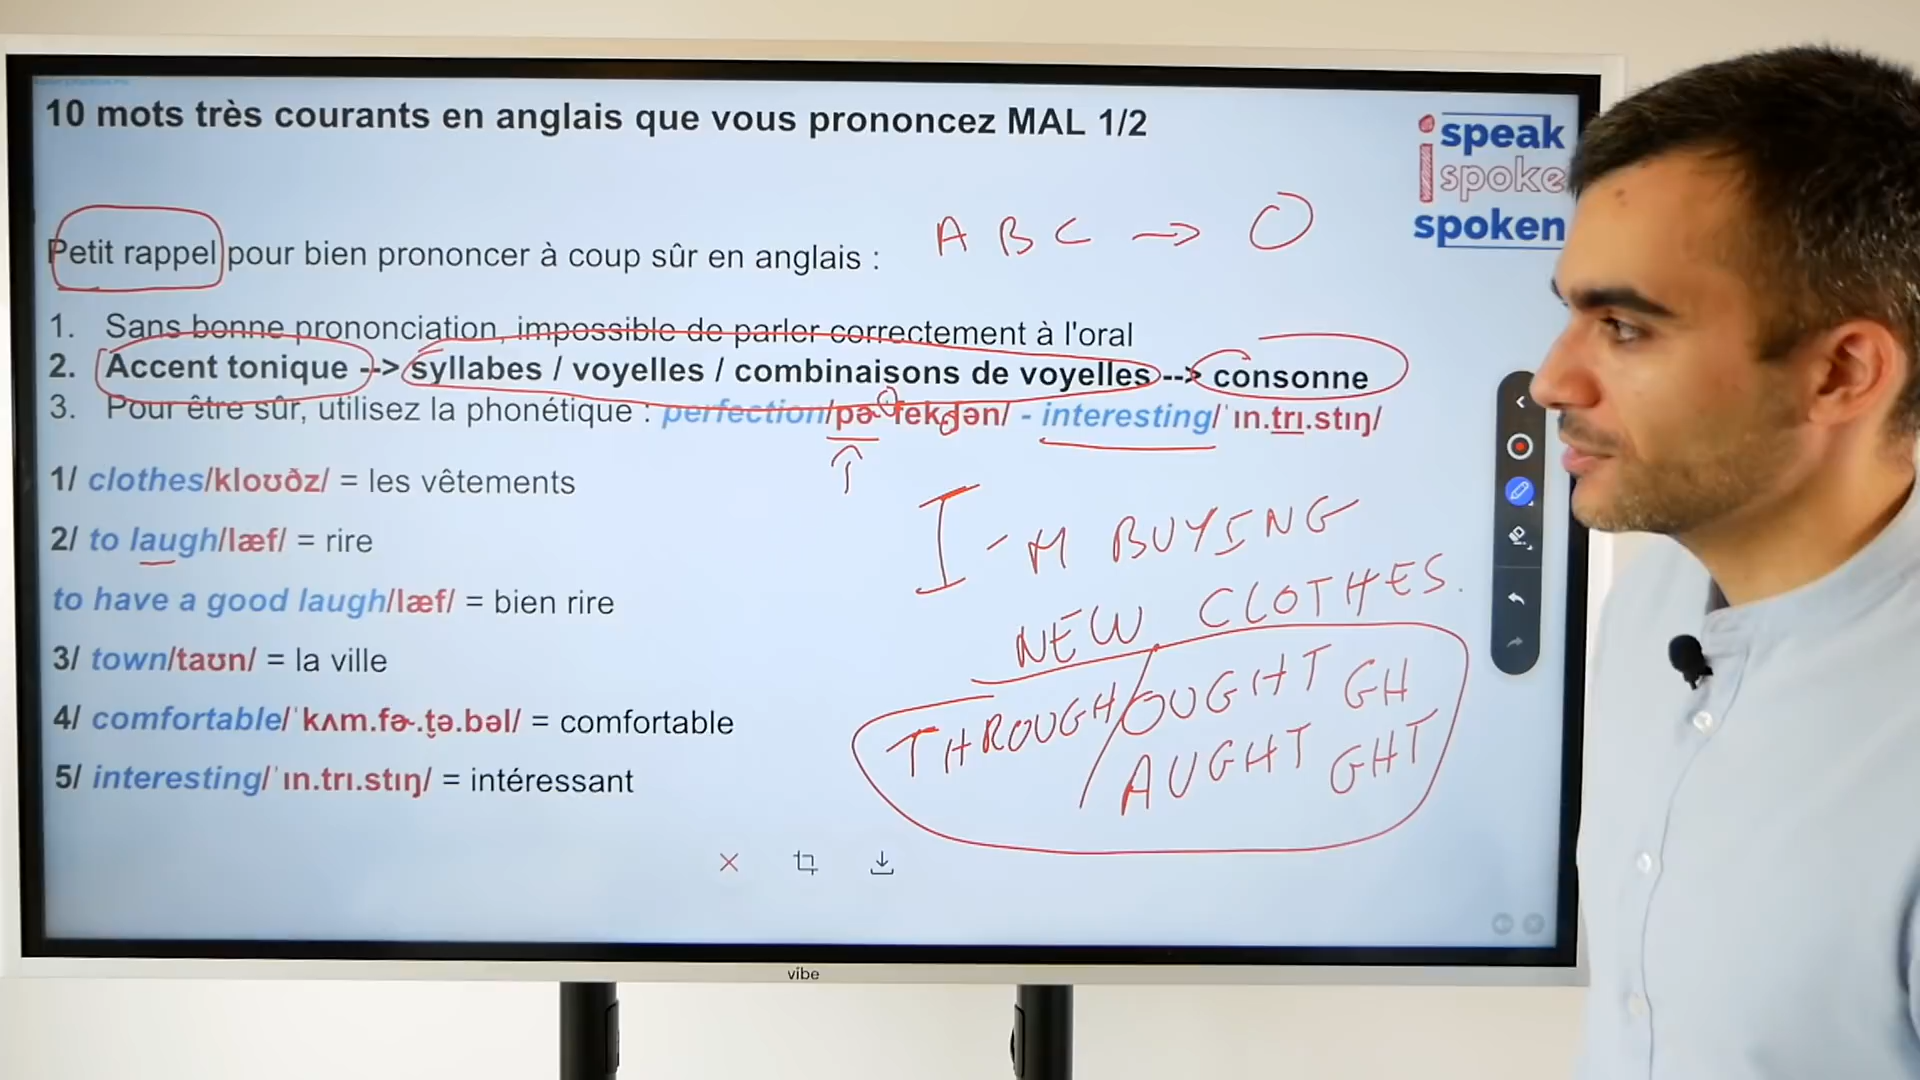 10 mots très courants en anglais que vous prononcez MAL 1/2
speak
spoke
spoken
A B C → O
Petit rappel pour bien prononcer à coup sûr en anglais :
1. Sans bonne prononciation, impossible de parler correctement à l'oral
2. Accent tonique --> syllabes / voyelles / combinaisons de voyelles --> consonne
3. Pour être sûr, utilisez la phonétique : perfection/pɚˈfek.ʃən/ - interesting/ˈɪn.trɪ.stɪŋ/
1/ clothes/kloʊðz/ = les vêtements
2/ to laugh/læf/ = rire
to have a good laugh/læf/ = bien rire
3/ town/taʊn/ = la ville
4/ comfortable/ˈkʌm.fɚ.t̬ə.bəl/ = comfortable
5/ interesting/ˈɪn.trɪ.stɪŋ/ = intéressant
I-M BUYING
NEW CLOTHES.
THROUGH/OUGHT GH
AUGHT GHT
vibe